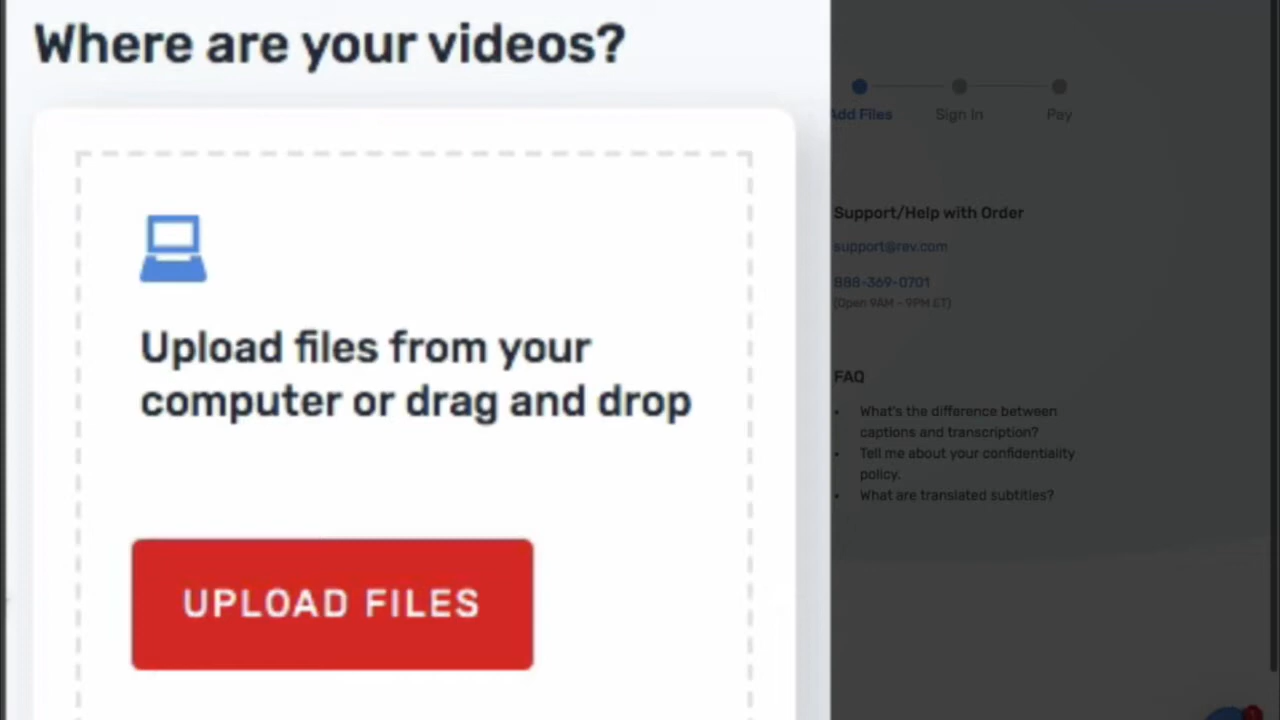 Where are your videos?
Upload files from your
computer or drag and drop
UPLOAD FILES
Add Files
Sign In
Pay
Support/Help with Order
support@rev.com
888-369-0701
(Open 9AM - 9PM ET)
FAQ
What's the difference between
captions and transcription?
Tell me about your confidentiality
policy.
What are translated subtitles?